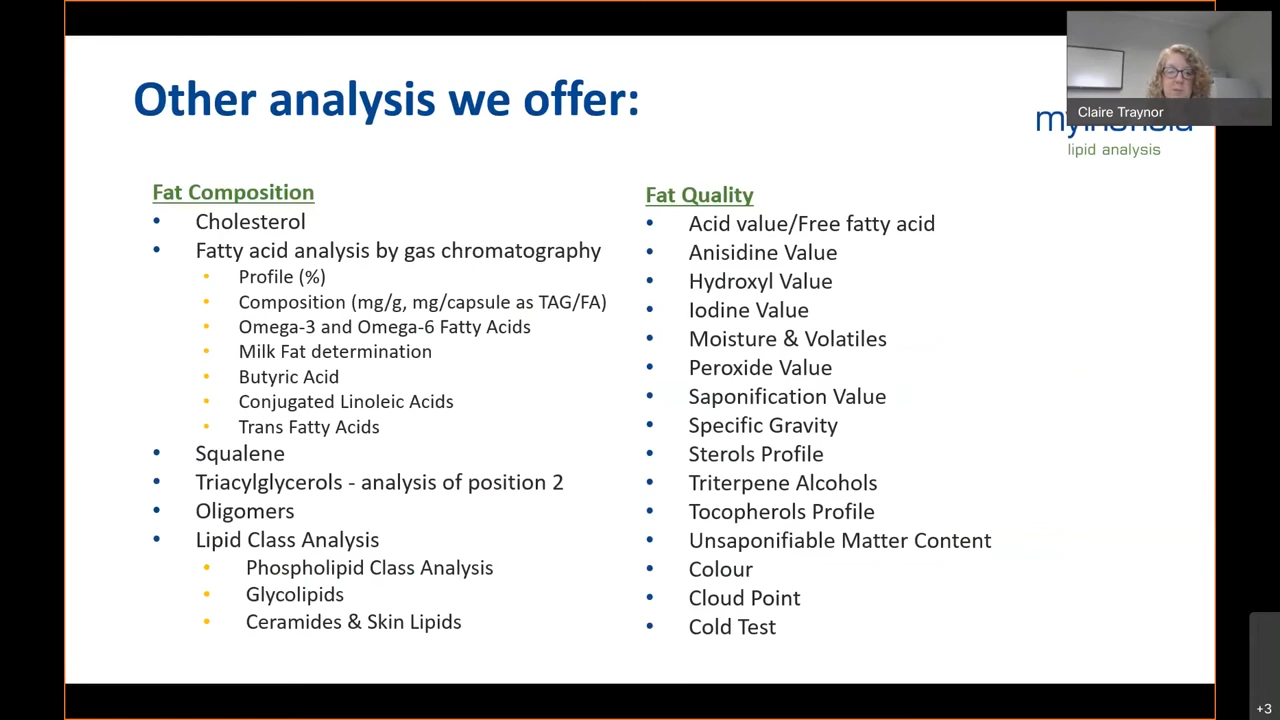 Other analysis we offer:
Claire Traynor
lipid analysis
Fat Composition
• Cholesterol
• Fatty acid analysis by gas chromatography
• Profile (%)
• Composition (mg/g, mg/capsule as TAG/FA)
• Omega-3 and Omega-6 Fatty Acids
• Milk Fat determination
• Butyric Acid
• Conjugated Linoleic Acids
• Trans Fatty Acids
• Squalene
• Triacylglycerols - analysis of position 2
• Oligomers
• Lipid Class Analysis
• Phospholipid Class Analysis
• Glycolipids
• Ceramides & Skin Lipids
Fat Quality
• Acid value/Free fatty acid
• Anisidine Value
• Hydroxyl Value
• Iodine Value
• Moisture & Volatiles
• Peroxide Value
• Saponification Value
• Specific Gravity
• Sterols Profile
• Triterpene Alcohols
• Tocopherols Profile
• Unsaponifiable Matter Content
• Colour
• Cloud Point
• Cold Test
+3